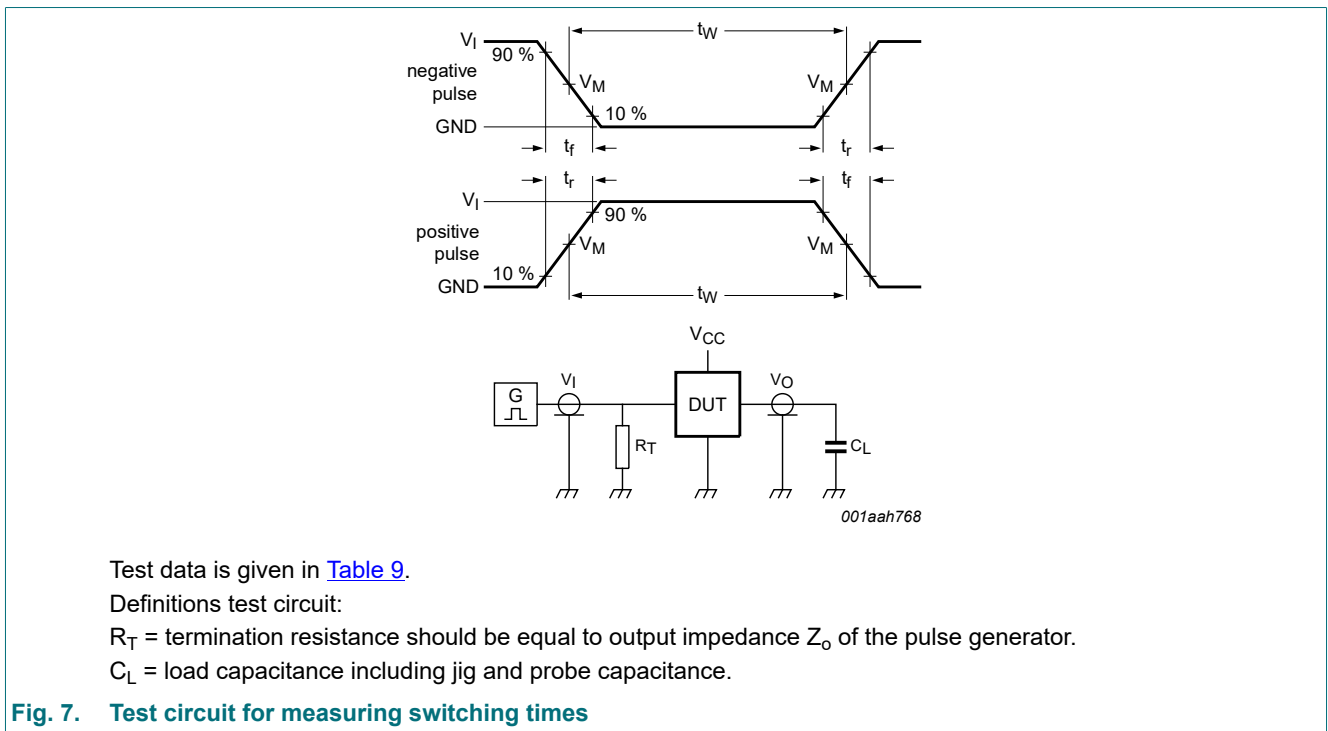 tW
VI
90 %
negative
pulse
VM
VM
10 %
GND
tf
tr
tr
tf
VI
90 %
positive
pulse
VM
VM
10 %
GND
tW
VCC
G
VI
DUT
VO
RT
CL
001aah768
Test data is given in Table 9.
Definitions test circuit:
RT = termination resistance should be equal to output impedance Zo of the pulse generator.
CL = load capacitance including jig and probe capacitance.
Fig. 7. Test circuit for measuring switching times